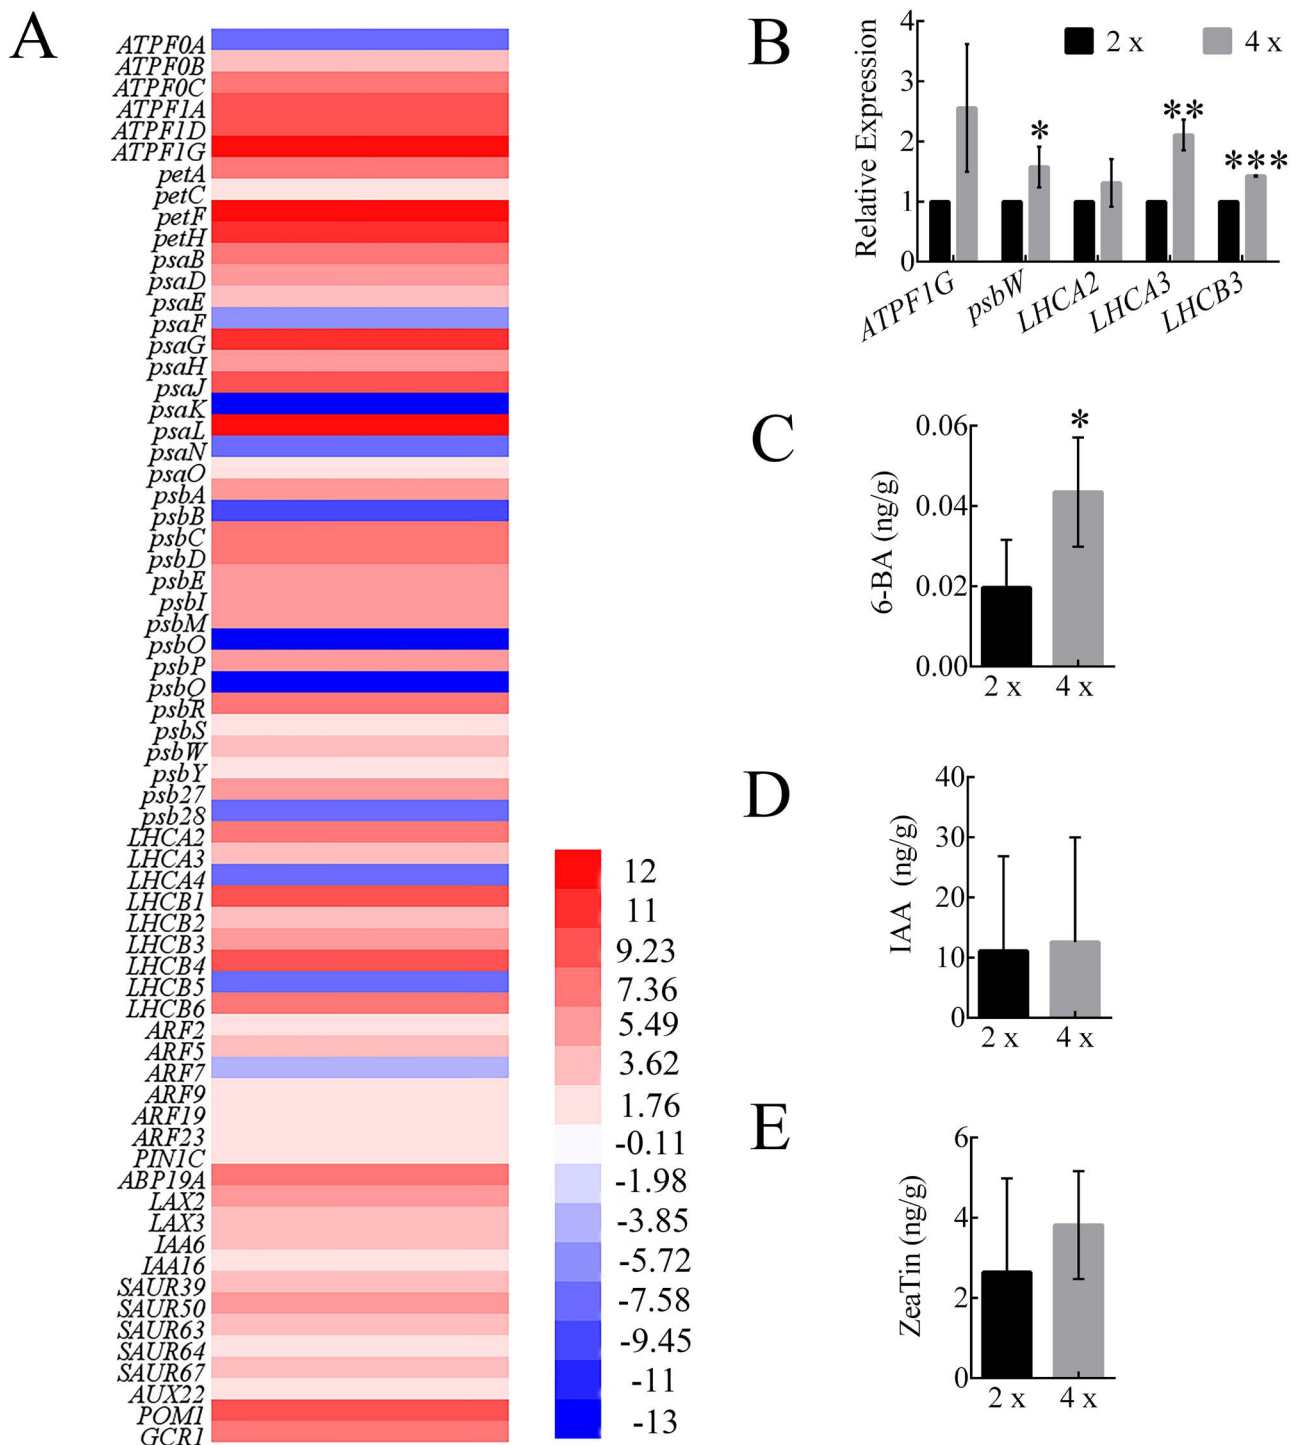 A
ATPF0A
ATPF0B
ATPF0C
ATPF1A
ATPF1D
ATPF1G
petA
petC
petF
petH
psaB
psaD
psaE
psaF
psaG
psaH
psaJ
psaK
psaL
psaN
psaO
psbA
psbB
psbC
psbD
psbE
psbI
psbM
psbO
psbP
psbQ
psbR
psbS
psbW
psbY
psb27
psb28
LHCA2
LHCA3
LHCA4
LHCB1
LHCB2
LHCB3
LHCB4
LHCB5
LHCB6
ARF2
ARF5
ARF7
ARF9
ARF19
ARF23
PIN1C
ABP19A
LAX2
LAX3
IAA6
IAA16
SAUR39
SAUR50
SAUR63
SAUR64
SAUR67
AUX22
POM1
GCR1
12
11
9.23
7.36
5.49
3.62
1.76
-0.11
-1.98
-3.85
-5.72
-7.58
-9.45
-11
-13
B
Relative Expression
4
3
2
1
0
2 x
4 x
*
**
***
ATPF1G
psbW
LHCA2
LHCA3
LHCB3
C
6-BA (ng/g)
0.06
0.04
0.02
0.00
*
2 x
4 x
D
IAA (ng/g)
40
30
20
10
0
2 x
4 x
E
ZeaTin (ng/g)
6
4
2
0
2 x
4 x